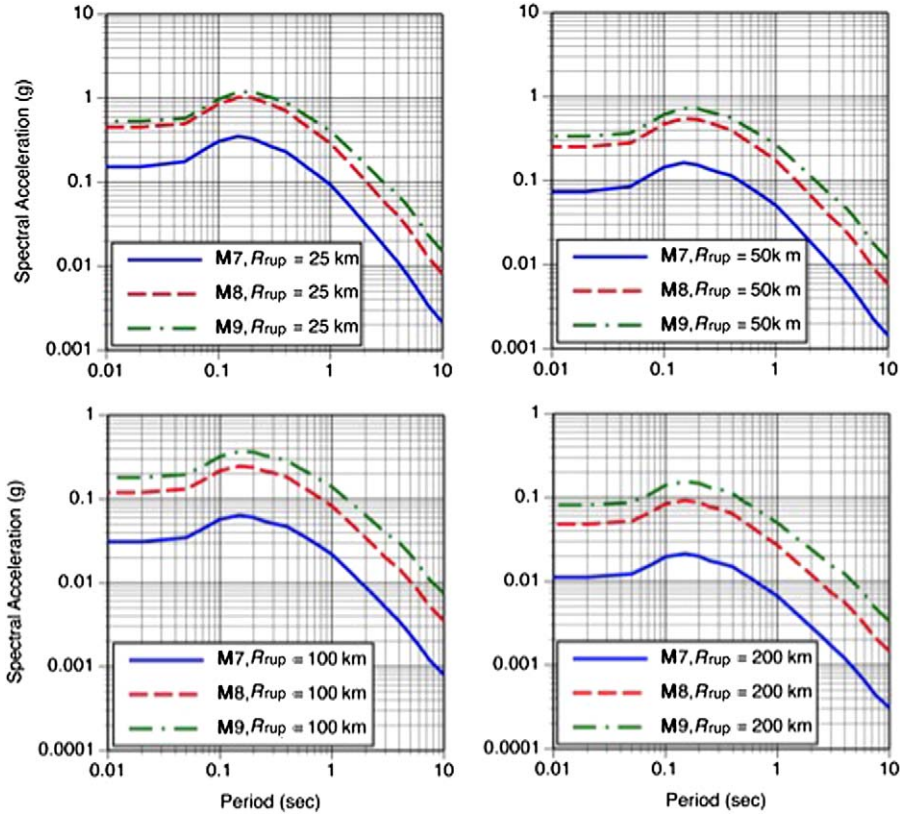 Spectral Acceleration (g)
10
1
0.1
0.01
0.001
0.01
0.1
1
10
M7, Rrup = 25 km
M8, Rrup = 25 km
M9, Rrup = 25 km
10
1
0.1
0.01
0.001
0.01
0.1
1
10
M7, Rrup = 50k m
M8, Rrup = 50k m
M9, Rrup = 50k m
Spectral Acceleration (g)
1
0.1
0.01
0.001
0.0001
0.01
0.1
1
10
M7, Rrup = 100 km
M8, Rrup = 100 km
M9, Rrup = 100 km
Period (sec)
1
0.1
0.01
0.001
0.0001
0.01
0.1
1
10
M7, Rrup = 200 km
M8, Rrup = 200 km
M9, Rrup = 200 km
Period (sec)